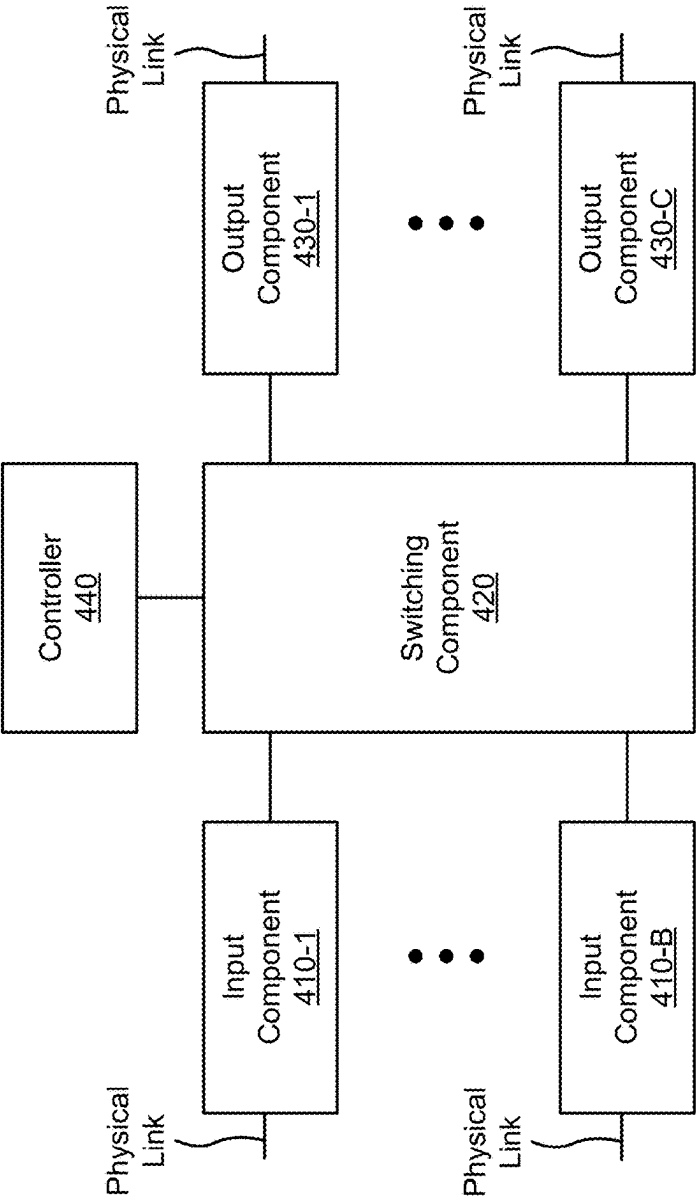 Controller
440
Physical
Link
Input
Component
410-1
Switching
Component
420
Output
Component
430-1
Physical
Link
Physical
Link
Input
Component
410-B
Output
Component
430-C
Physical
Link